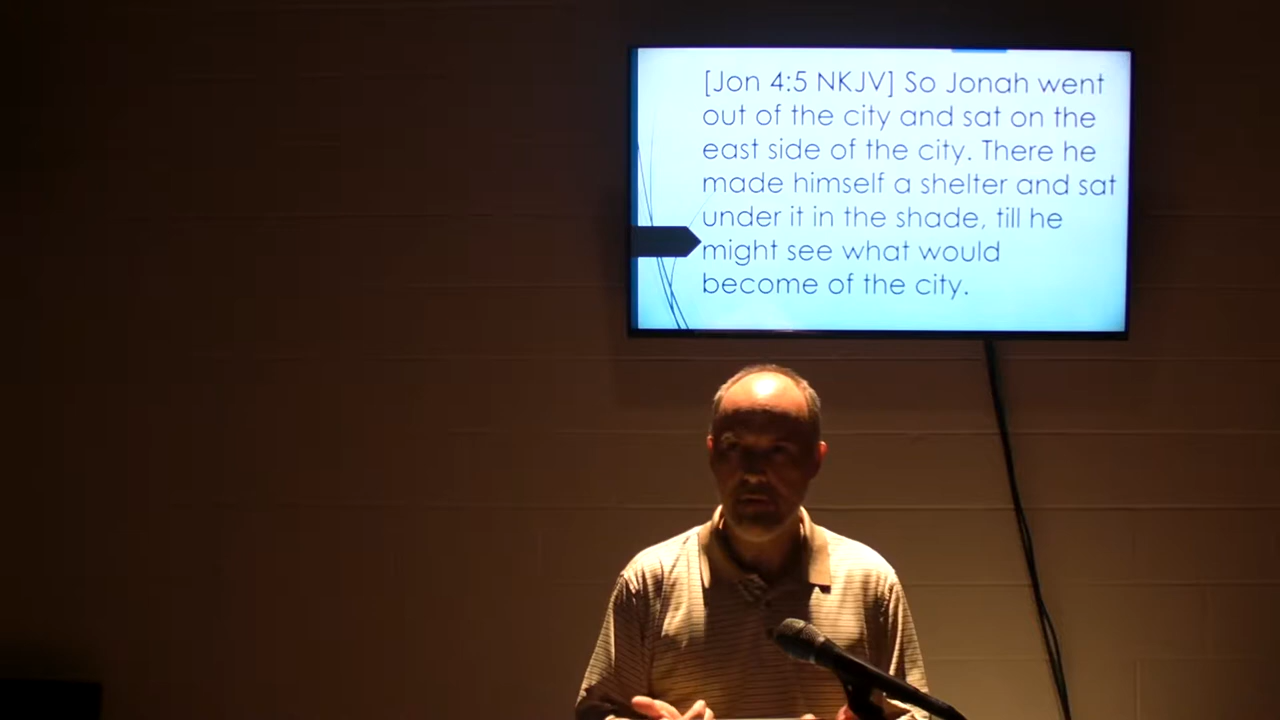 [Jon 4:5 NKJV] So Jonah went
out of the city and sat on the
east side of the city. There he
made himself a shelter and sat
under it in the shade, till he
might see what would
become of the city.